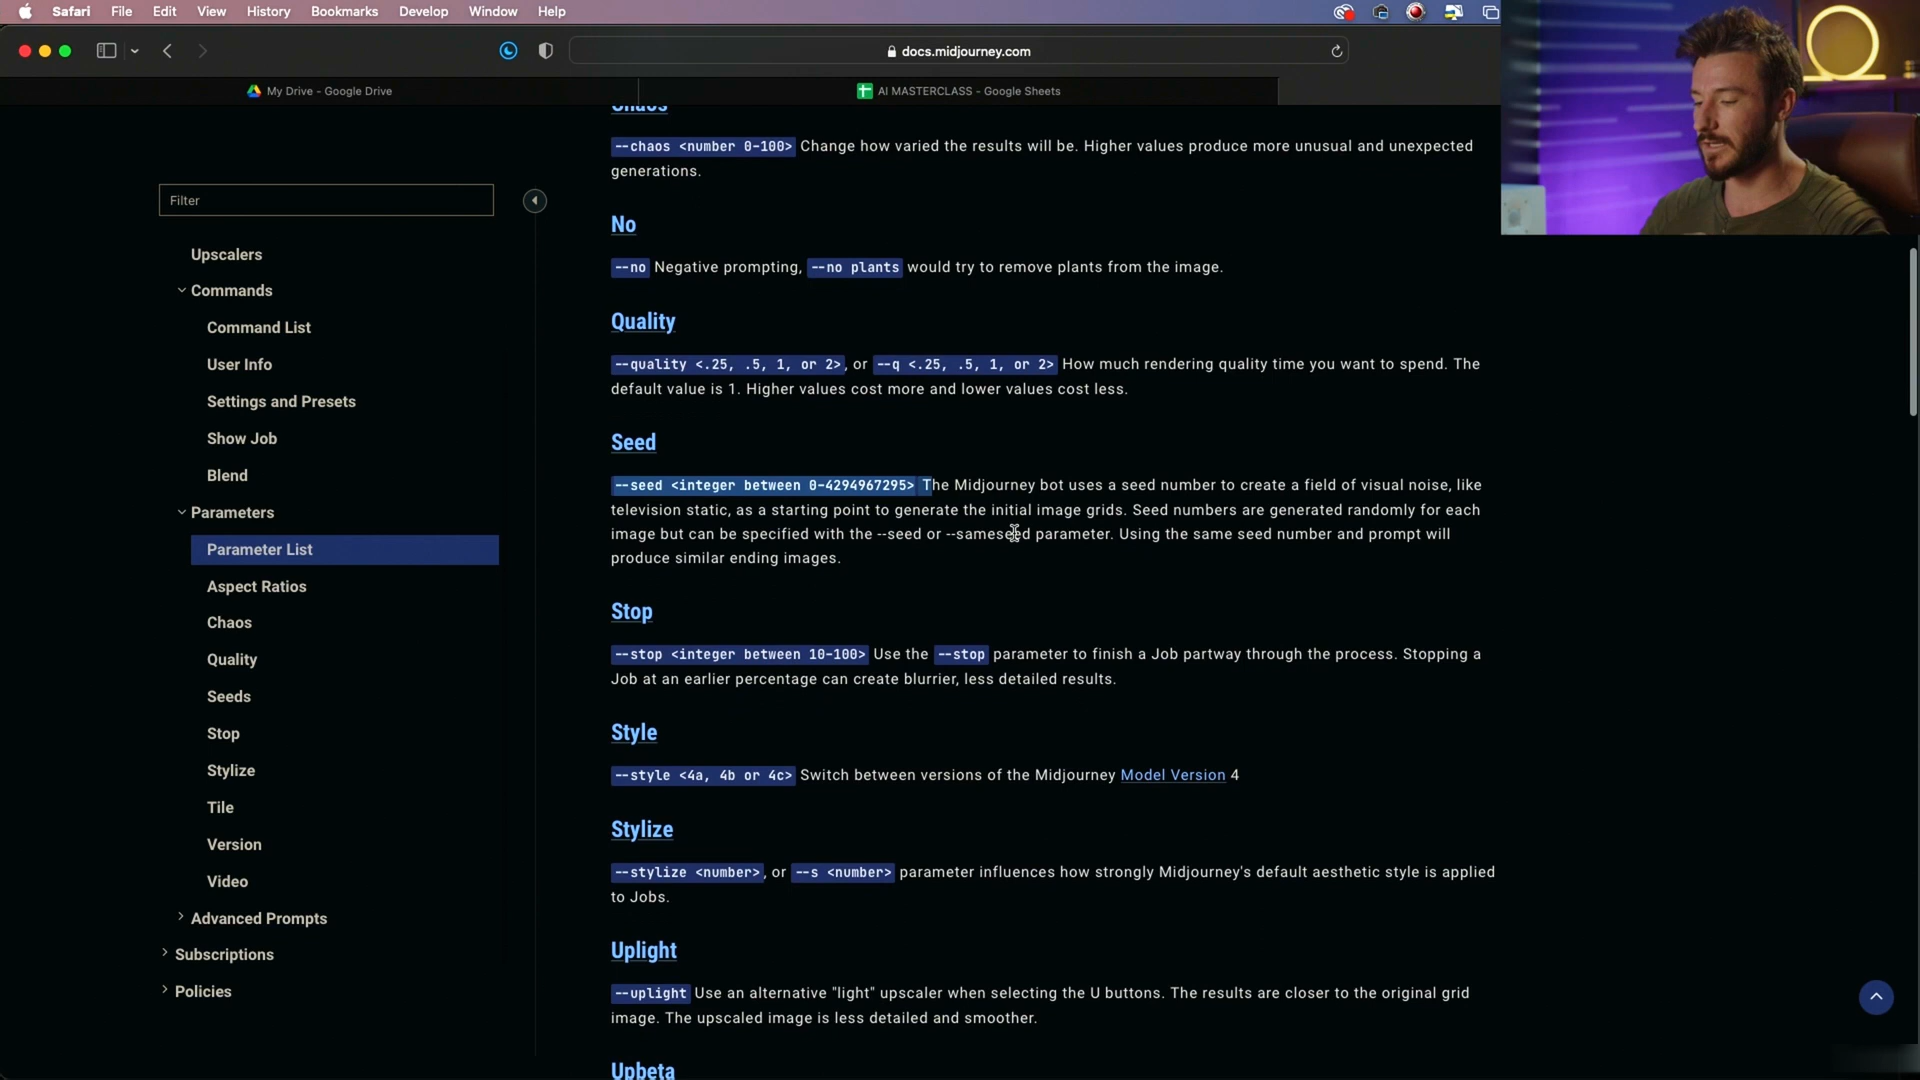 Safari File Edit View History Bookmarks Develop Window Help
docs.midjourney.com
My Drive - Google Drive
AI MASTERCLASS - Google Sheets
Filter
Upscalers
Commands
Command List
User Info
Settings and Presets
Show Job
Blend
Parameters
Parameter List
Aspect Ratios
Chaos
Quality
Seeds
Stop
Stylize
Tile
Version
Video
Advanced Prompts
Subscriptions
Policies
Chaos
--chaos <number 0-100> Change how varied the results will be. Higher values produce more unusual and unexpected
generations.
No
--no Negative prompting, --no plants would try to remove plants from the image.
Quality
--quality <.25, .5, 1, or 2>, or --q <.25, .5, 1, or 2> How much rendering quality time you want to spend. The
default value is 1. Higher values cost more and lower values cost less.
Seed
--seed <integer between 0-4294967295> The Midjourney bot uses a seed number to create a field of visual noise, like
television static, as a starting point to generate the initial image grids. Seed numbers are generated randomly for each
image but can be specified with the --seed or --sameseed parameter. Using the same seed number and prompt will
produce similar ending images.
Stop
--stop <integer between 10-100> Use the --stop parameter to finish a Job partway through the process. Stopping a
Job at an earlier percentage can create blurrier, less detailed results.
Style
--style <4a, 4b or 4c> Switch between versions of the Midjourney Model Version 4
Stylize
--stylize <number>, or --s <number> parameter influences how strongly Midjourney's default aesthetic style is applied
to Jobs.
Uplight
--uplight Use an alternative "light" upscaler when selecting the U buttons. The results are closer to the original grid
image. The upscaled image is less detailed and smoother.
Upbeta